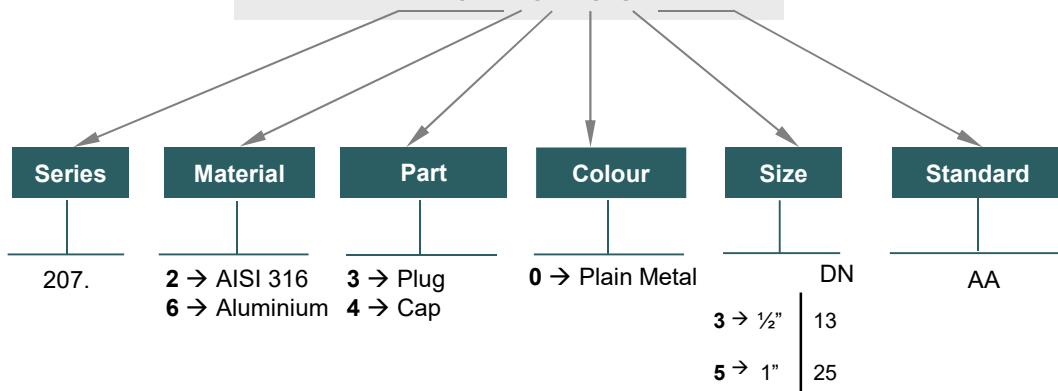 Series Material Part Colour Size Standard
207. 2 → AISI 316 3 → Plug 0 → Plain Metal DN AA
6 → Aluminium 4 → Cap
3 → ½” 13
5 → 1” 25